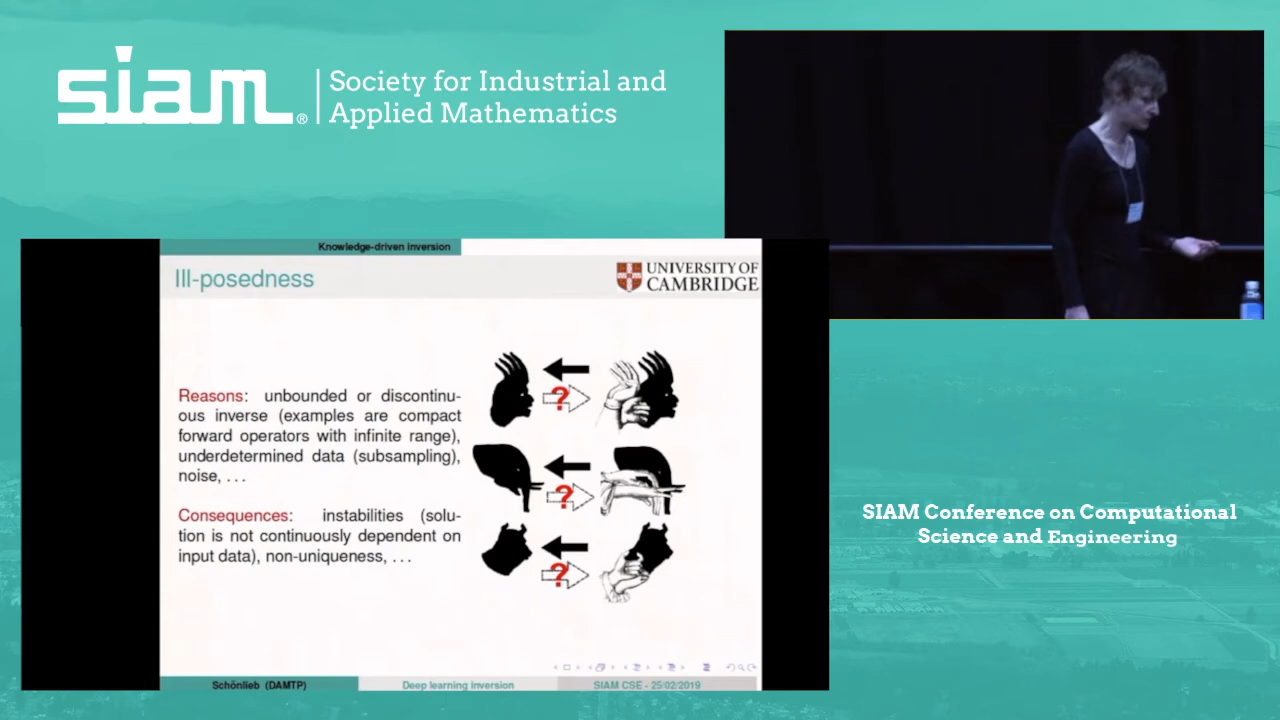 siam®
Society for Industrial and
Applied Mathematics
Knowledge-driven inversion
Ill-posedness
UNIVERSITY OF
CAMBRIDGE
Reasons: unbounded or discontinu-
ous inverse (examples are compact
forward operators with infinite range),
underdetermined data (subsampling),
noise, . . .
Consequences: instabilities (solu-
tion is not continuously dependent on
input data), non-uniqueness, . . .
?
?
?
Schönlieb (DAMTP)
Deep learning inversion
SIAM CSE - 25/02/2019
SIAM Conference on Computational
Science and Engineering